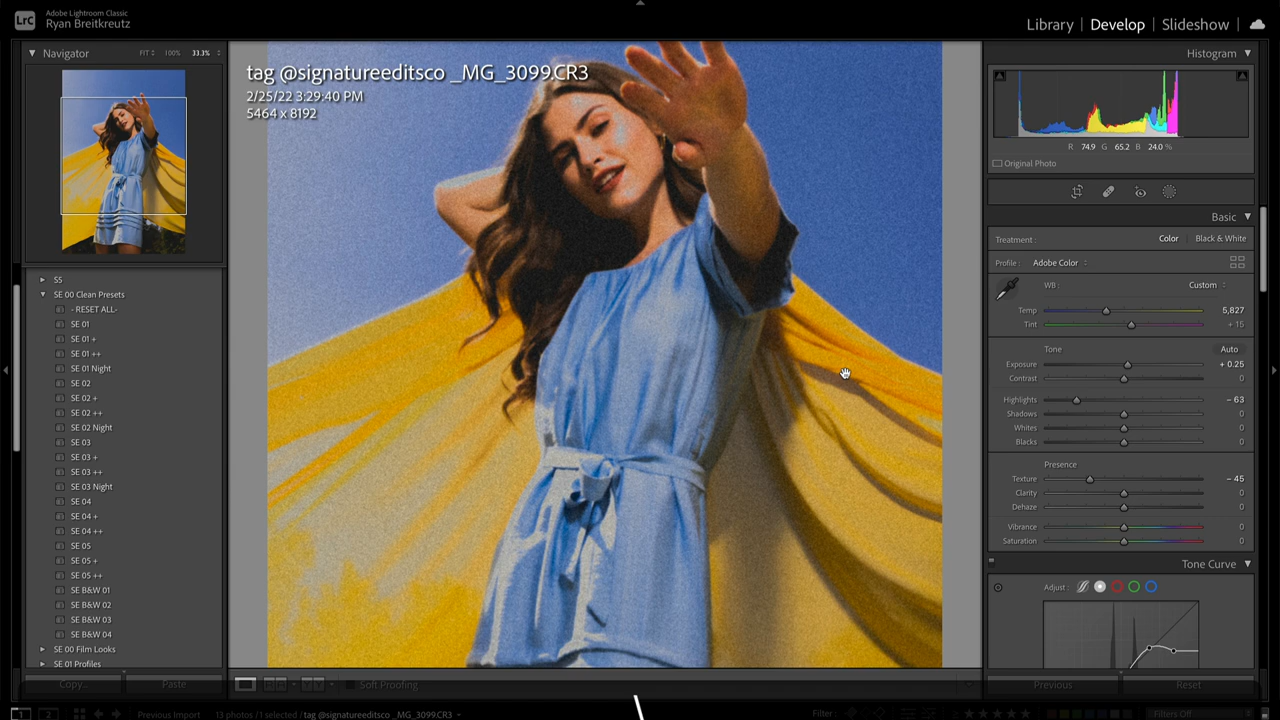 LrC
Adobe Lightroom Classic
Ryan Breitkreutz
Library | Develop | Slideshow
Navigator
FIT
100%
33.3%
SS
SE 00 Clean Presets
- RESET ALL-
SE 01
SE 01 +
SE 01 ++
SE 01 Night
SE 02
SE 02 +
SE 02 ++
SE 02 Night
SE 03
SE 03 +
SE 03 ++
SE 03 Night
SE 04
SE 04 +
SE 04 ++
SE 05
SE 05 +
SE 05 ++
SE B&W 01
SE B&W 02
SE B&W 03
SE B&W 04
SE 00 Film Looks
SE 01 Profiles
Copy...
Paste
tag @signatureeditsco _MG_3099.CR3
2/25/22 3:29:40 PM
5464 x 8192
Soft Proofing
Histogram
R 74.9 G 65.2 B 24.0 %
Original Photo
Basic
Treatment :
Color
Black & White
Profile :
Adobe Color
WB :
Custom
Temp
5,827
Tint
+ 15
Tone
Auto
Exposure
+ 0.25
Contrast
0
Highlights
– 63
Shadows
0
Whites
0
Blacks
0
Presence
Texture
– 45
Clarity
0
Dehaze
0
Vibrance
0
Saturation
0
Tone Curve
Adjust :
Previous
Reset
1
2
Previous Import
13 photos / 1 selected / tag @signatureeditsco _MG_3099.CR3
Filter :
Filters Off